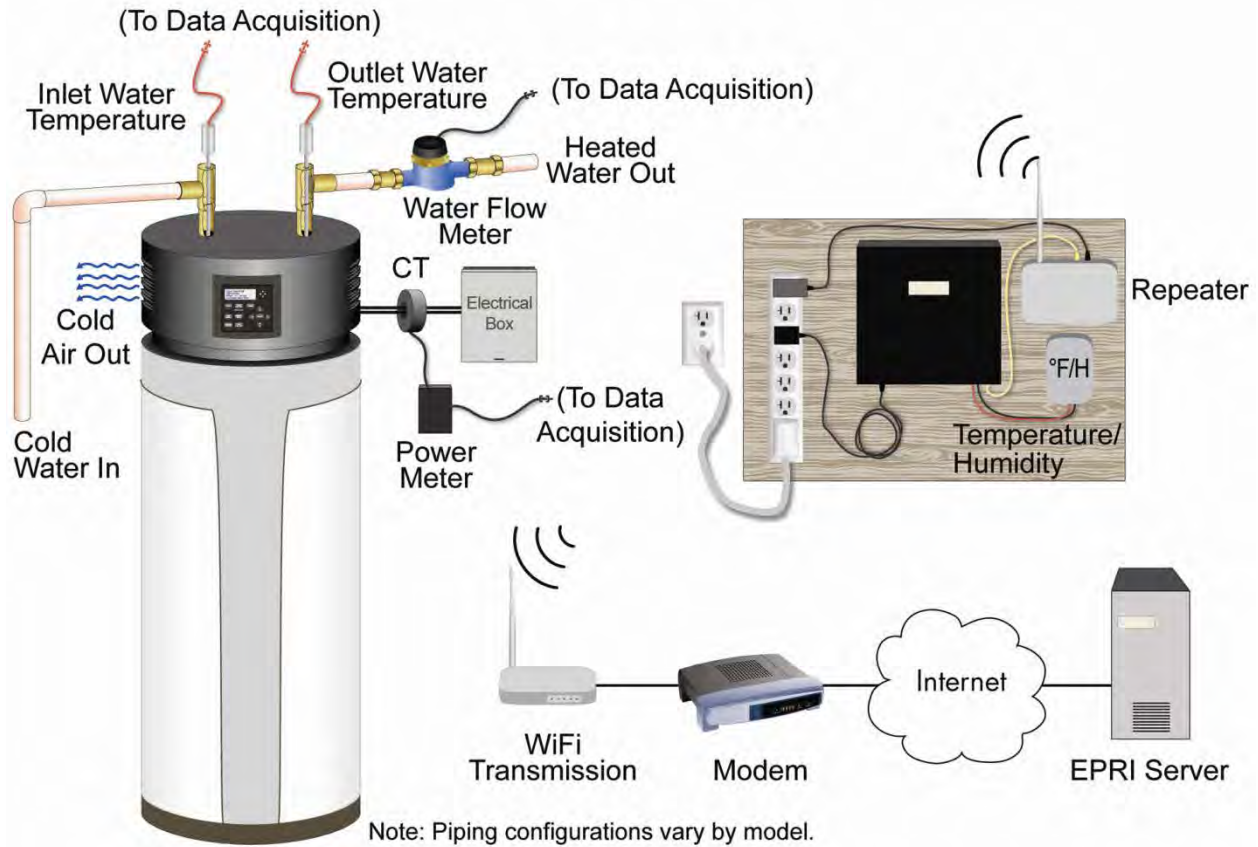 (To Data Acquisition)
Inlet Water
Temperature
Outlet Water
Temperature
(To Data Acquisition)
Heated
Water Out
Water Flow
Meter
CT
Electrical
Box
Cold
Air Out
(To Data
Acquisition)
Power
Meter
Cold
Water In
Repeater
°F/H
Temperature/
Humidity
WiFi
Transmission
Modem
Internet
EPRI Server
Note: Piping configurations vary by model.